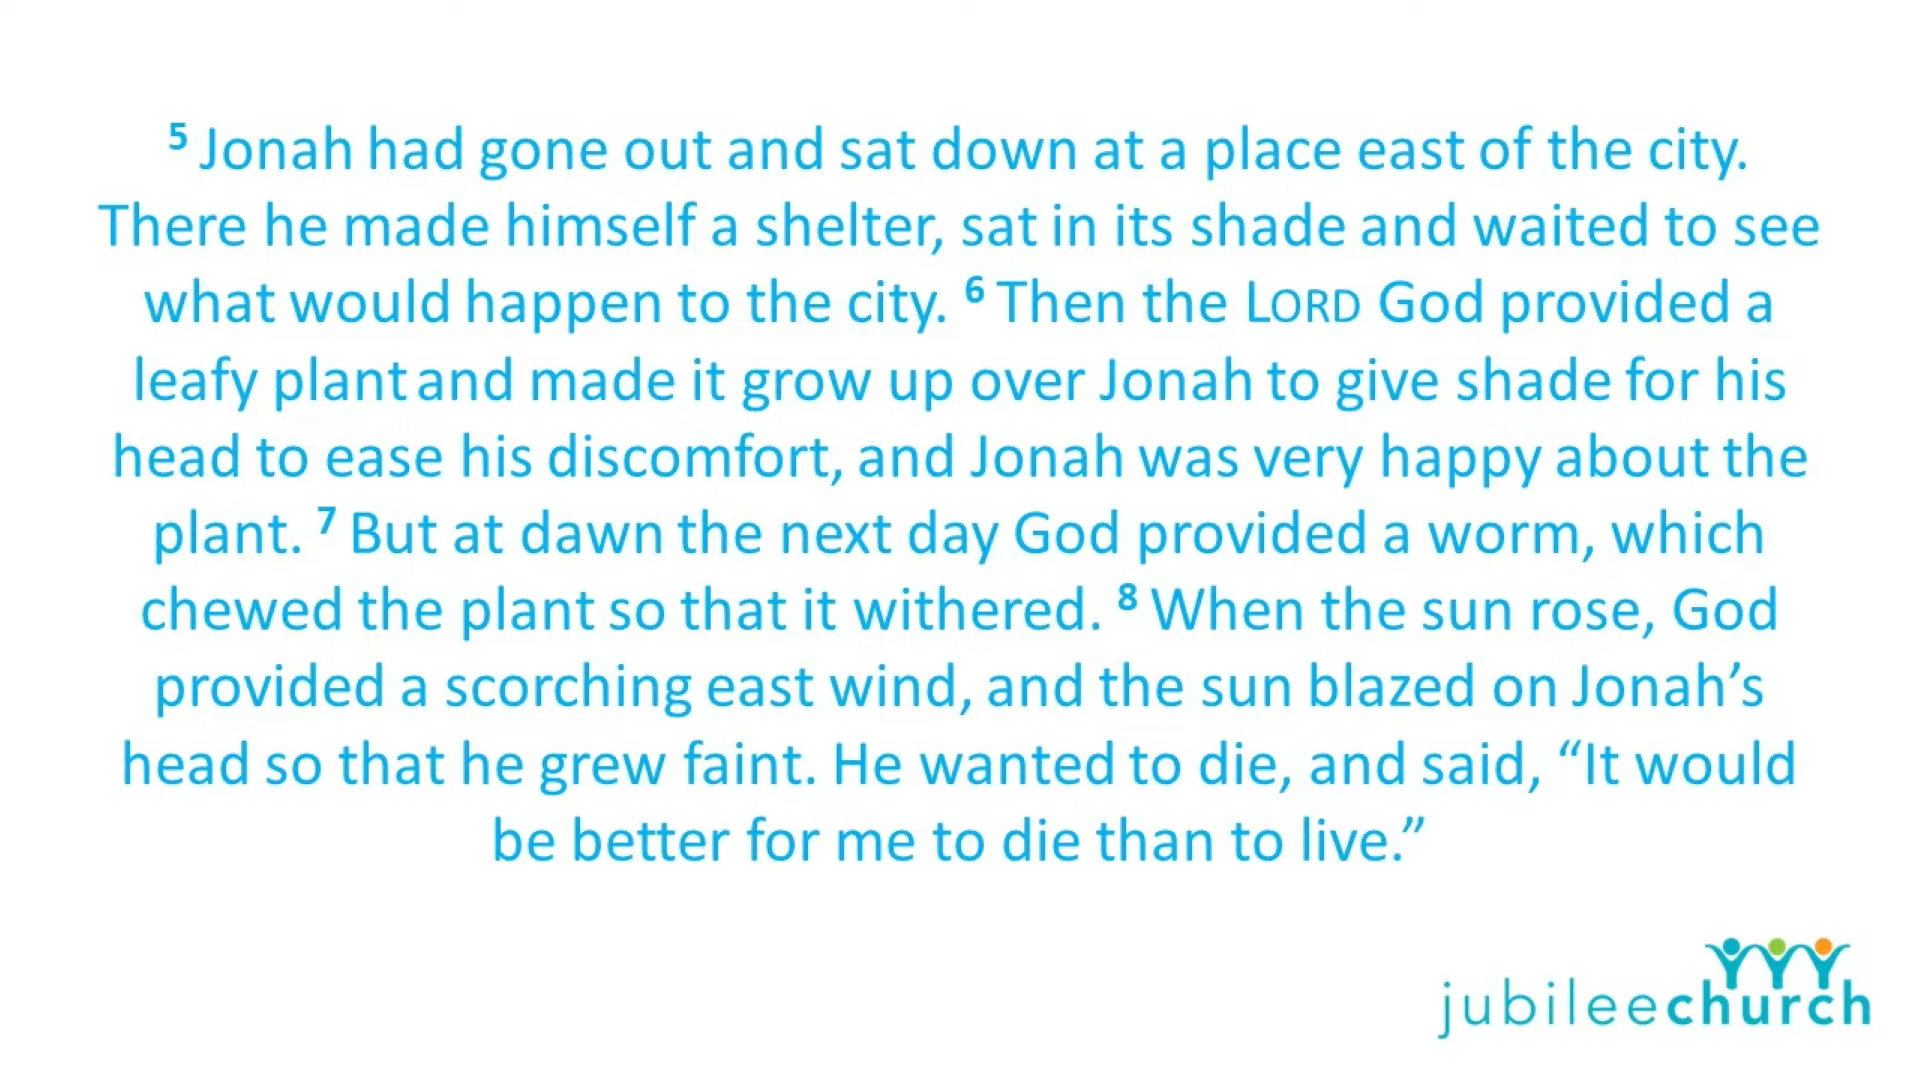 5 Jonah had gone out and sat down at a place east of the city.
There he made himself a shelter, sat in its shade and waited to see
what would happen to the city. 6 Then the LORD God provided a
leafy plant and made it grow up over Jonah to give shade for his
head to ease his discomfort, and Jonah was very happy about the
plant. 7 But at dawn the next day God provided a worm, which
chewed the plant so that it withered. 8 When the sun rose, God
provided a scorching east wind, and the sun blazed on Jonah’s
head so that he grew faint. He wanted to die, and said, “It would
be better for me to die than to live.”
jubileechurch